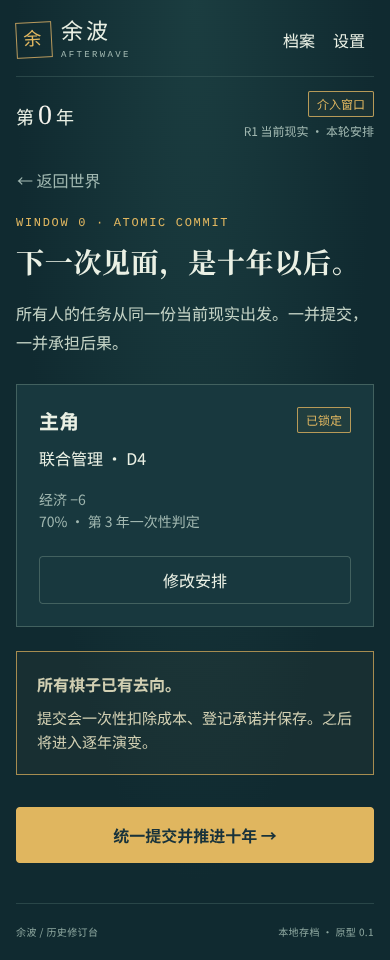 余
余波
AFTERWAVE
档案 设置
第 0 年
介入窗口
R1 当前现实 · 本轮安排
← 返回世界
WINDOW 0 · ATOMIC COMMIT
下一次见面，是十年以后。
所有人的任务从同一份当前现实出发。一并提交，
一并承担后果。
主角
已锁定
联合管理 · D4
经济 −6
70% · 第 3 年一次性判定
修改安排
所有棋子已有去向。
提交会一次性扣除成本、登记承诺并保存。之后
将进入逐年演变。
统一提交并推进十年 →
余波 / 历史修订台
本地存档 · 原型 0.1